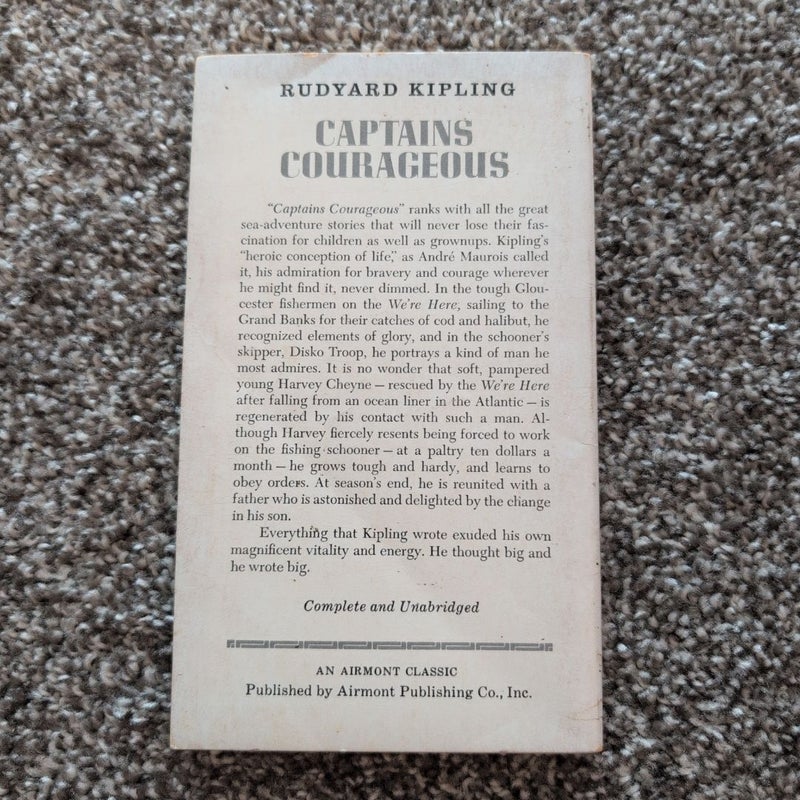 RUDYARD KIPLING
CAPTAINS
COURAGEOUS
"Captains Courageous" ranks with all the great
sea-adventure stories that will never lose their fas-
cination for children as well as grownups. Kipling's
"heroic conception of life," as André Maurois called
it, his admiration for bravery and courage wherever
he might find it, never dimmed. In the tough Glou-
cester fishermen on the We're Here, sailing to the
Grand Banks for their catches of cod and halibut, he
recognized elements of glory, and in the schooner's
skipper, Disko Troop, he portrays a kind of man he
most admires. It is no wonder that soft, pampered
young Harvey Cheyne — rescued by the We're Here
after falling from an ocean liner in the Atlantic — is
regenerated by his contact with such a man. Al-
though Harvey fiercely resents being forced to work
on the fishing schooner — at a paltry ten dollars a
month — he grows tough and hardy, and learns to
obey orders. At season's end, he is reunited with a
father who is astonished and delighted by the change
in his son.
Everything that Kipling wrote exuded his own
magnificent vitality and energy. He thought big and
he wrote big.
Complete and Unabridged
AN AIRMONT CLASSIC
Published by Airmont Publishing Co., Inc.